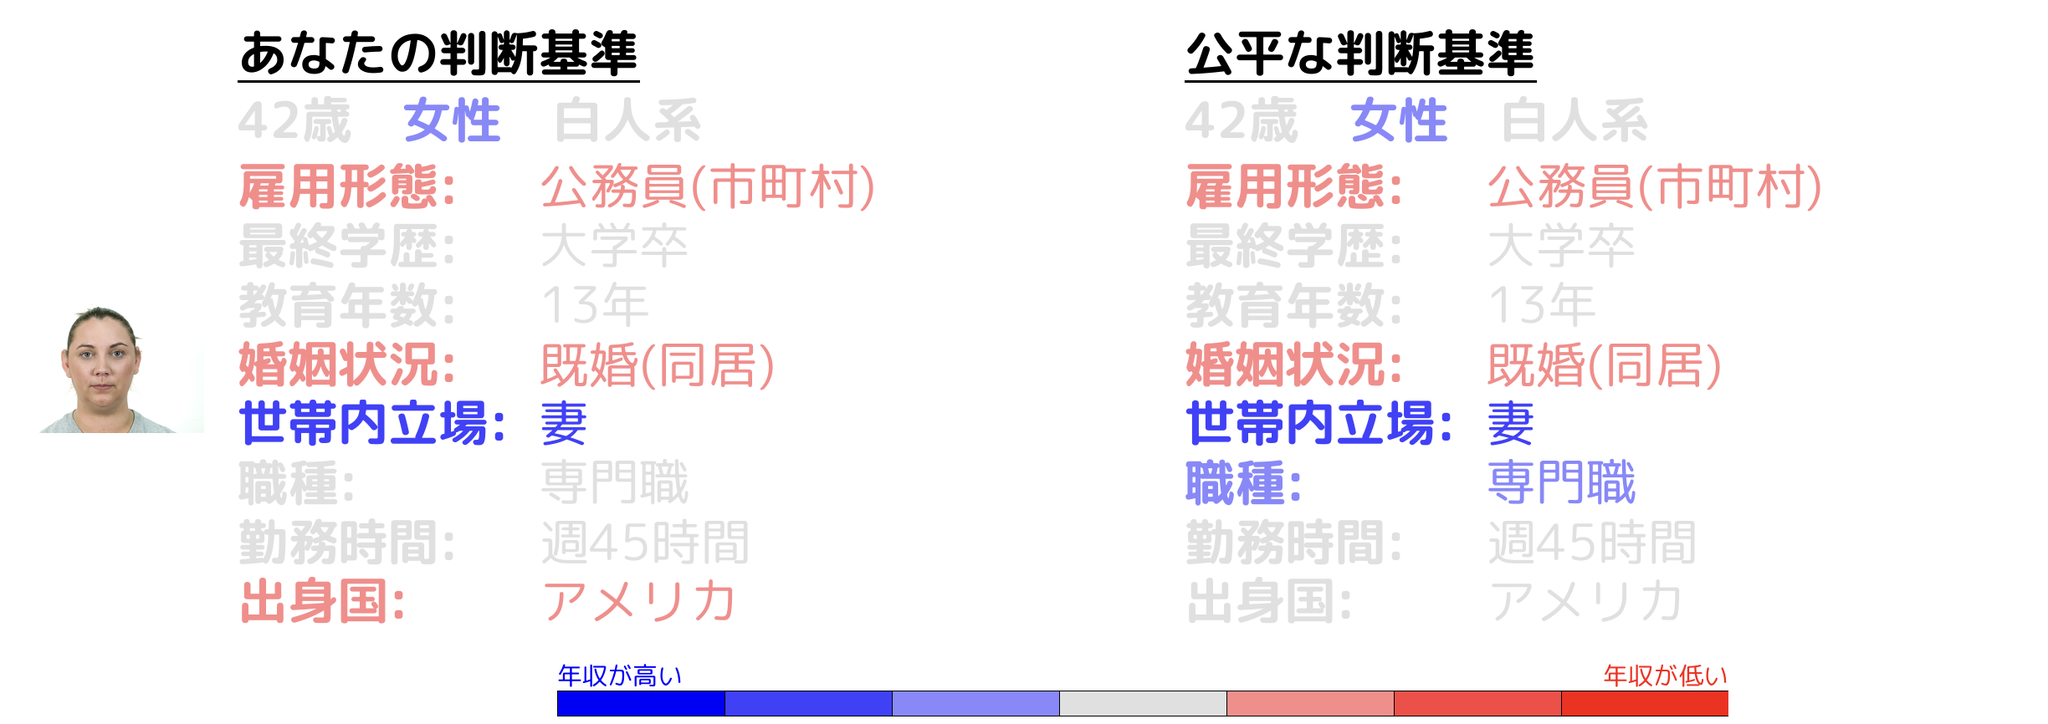 あなたの判断基準
42歳 女性 白人系
雇用形態: 公務員(市町村)
最終学歴: 大学卒
教育年数: 13年
婚姻状況: 既婚(同居)
世帯内立場: 妻
職種: 専門職
勤務時間: 週45時間
出身国: アメリカ
公平な判断基準
42歳 女性 白人系
雇用形態: 公務員(市町村)
最終学歴: 大学卒
教育年数: 13年
婚姻状況: 既婚(同居)
世帯内立場: 妻
職種: 専門職
勤務時間: 週45時間
出身国: アメリカ
年収が高い 年収が低い